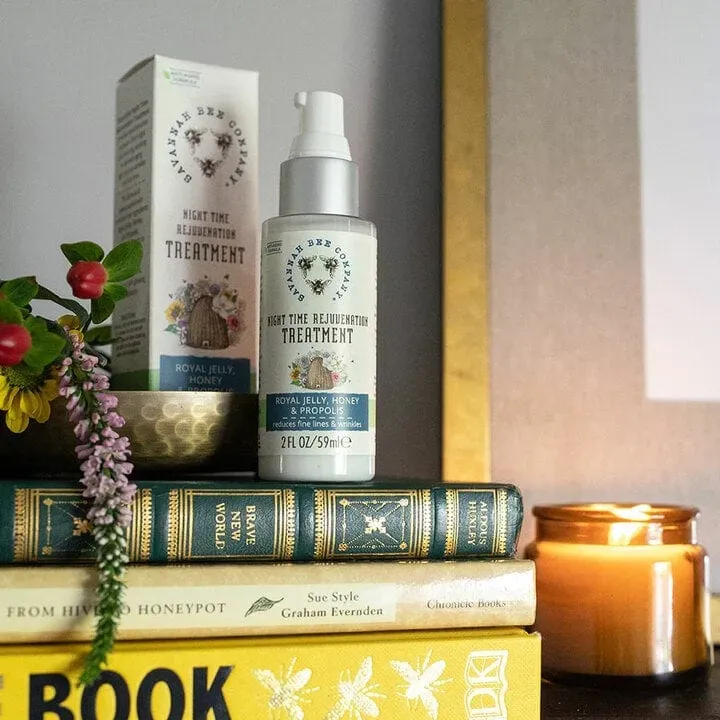 SAVANNAH BEE COMPANY
NIGHT TIME
REJUVENATION
TREATMENT
ROYAL JELLY,
HONEY
& PROPOLIS
SAVANNAH BEE COMPANY
NIGHT TIME REJUVENATION
TREATMENT
ROYAL JELLY, HONEY
& PROPOLIS
reduces fine lines & wrinkles
2 FL OZ/59ml℮
BRAVE
NEW
WORLD
ALDOUS
HUXLEY
FROM HIVE TO HONEYPOT
Sue Style
Graham Evernden
Chronicle Books
BOOK
DK